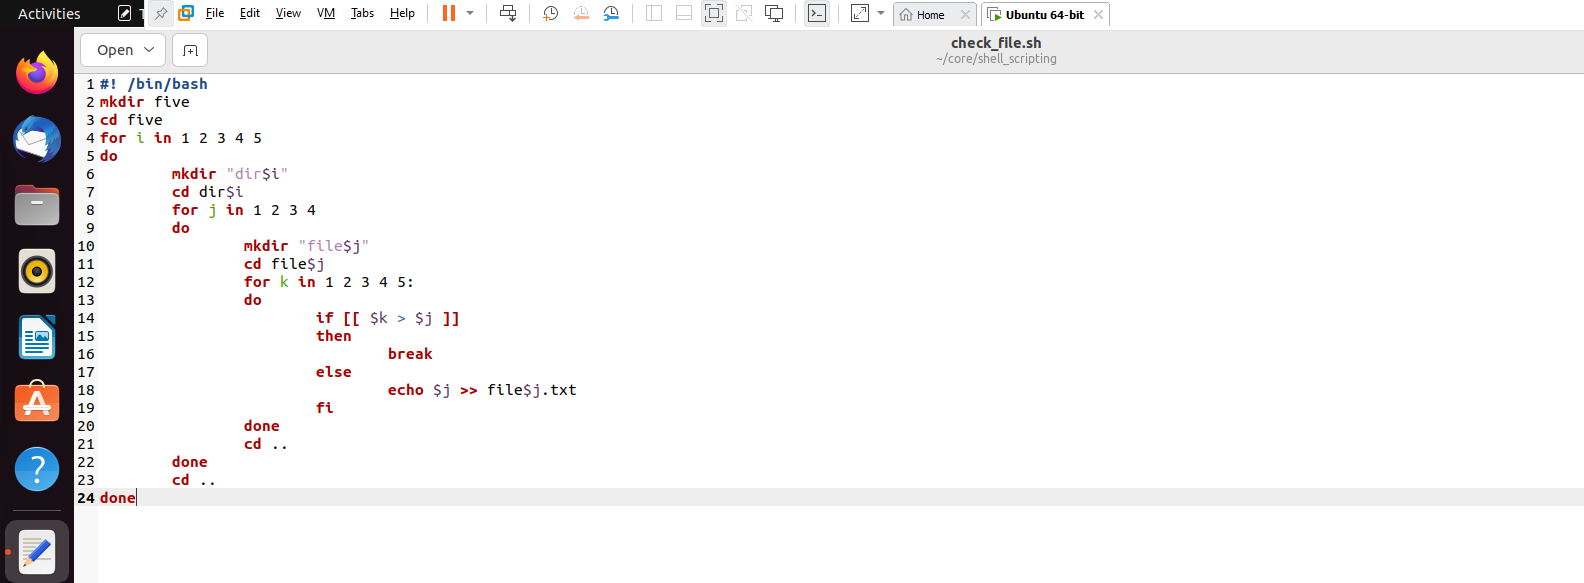 Activities T File Edit View VM Tabs Help Home Ubuntu 64-bit
Open check_file.sh
~/core/shell_scripting
1 #! /bin/bash
2 mkdir five
3 cd five
4 for i in 1 2 3 4 5
5 do
6 mkdir "dir$i"
7 cd dir$i
8 for j in 1 2 3 4
9 do
10 mkdir "file$j"
11 cd file$j
12 for k in 1 2 3 4 5:
13 do
14 if [[ $k > $j ]]
15 then
16 break
17 else
18 echo $j >> file$j.txt
19 fi
20 done
21 cd ..
22 done
23 cd ..
24 done